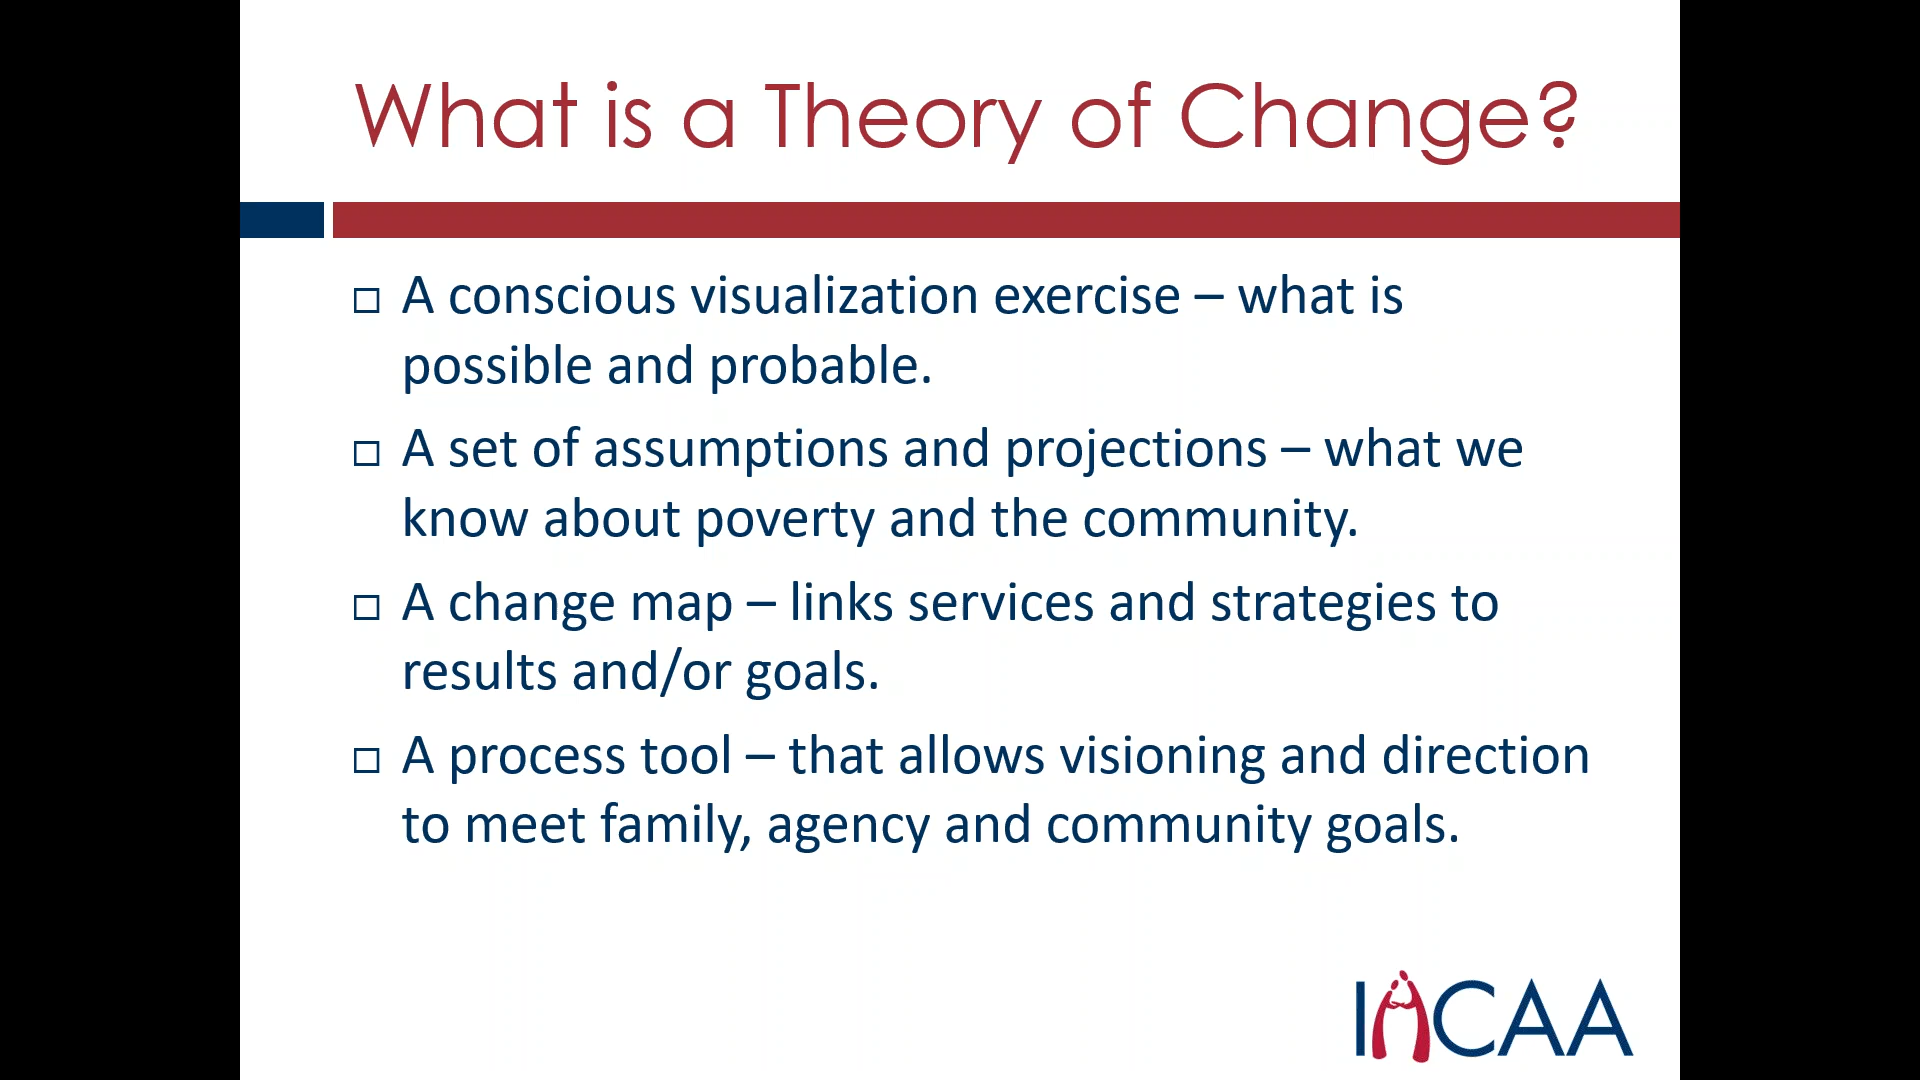 What is a Theory of Change?
□ A conscious visualization exercise – what is
possible and probable.
□ A set of assumptions and projections – what we
know about poverty and the community.
□ A change map – links services and strategies to
results and/or goals.
□ A process tool – that allows visioning and direction
to meet family, agency and community goals.
IACAA